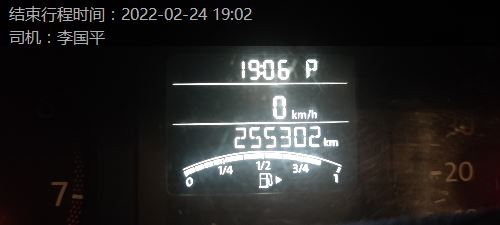 结束行程时间：2022-02-24 19:02
司机：李国平
19:06 P
0 km/h
255302 km
0 1/4 1/2 3/4 1
7-
-20